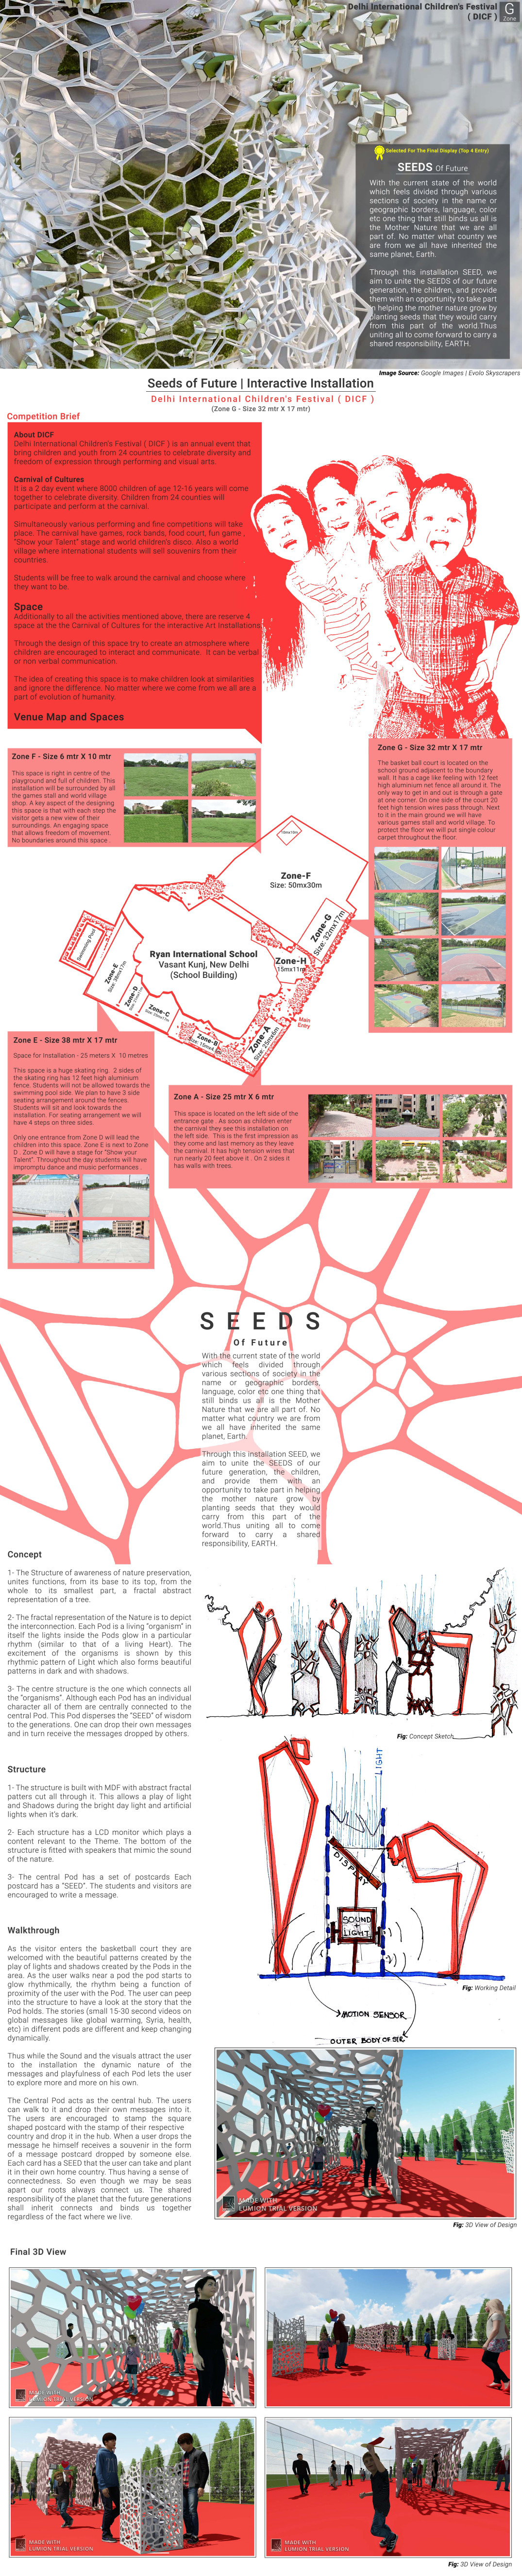 Delhi International Children's Festival
( DICF )
G
Zone
Selected For The Final Display (Top 4 Entry)
SEEDS Of Future
With the current state of the world
which feels divided through various
sections of society in the name or
geographic borders, language, color
etc one thing that still binds us all is
the Mother Nature that we are all
part of. No matter what country we
are from we all have inherited the
same planet, Earth.
Through this installation SEED, we
aim to unite the SEEDS of our future
generation, the children, and provide
them with an opportunity to take part
in helping the mother nature grow by
planting seeds that they would carry
from this part of the world.Thus
uniting all to come forward to carry a
shared responsibility, EARTH.
Image Source: Google Images | Evolo Skyscrapers
Seeds of Future | Interactive Installation
Delhi International Children's Festival ( DICF )
(Zone G - Size 32 mtr X 17 mtr)
Competition Brief
About DICF
Delhi International Children's Festival ( DICF ) is an annual event that
bring children and youth from 24 countries to celebrate diversity and
freedom of expression through performing and visual arts.
Carnival of Cultures
It is a 2 day event where 8000 children of age 12-16 years will come
together to celebrate diversity. Children from 24 counties will
participate and perform at the carnival.
Simultaneously various performing and fine competitions will take
place. The carnival have games, rock bands, food court, fun game ,
"Show your Talent" stage and world children's disco. Also a world
village where international students will sell souvenirs from their
countries.
Students will be free to walk around the carnival and choose where
they want to be.
Space
Additionally to all the activities mentioned above, there are reserve 4
space at the the Carnival of Cultures for the interactive Art Installations
Through the design of this space try to create an atmosphere where
children are encouraged to interact and communicate. It can be verbal
or non verbal communication.
The idea of creating this space is to make children look at similarities
and ignore the difference. No matter where we come from we all are a
part of evolution of humanity.
Venue Map and Spaces
Zone F - Size 6 mtr X 10 mtr
This space is right in centre of the
playground and full of children. This
installation will be surrounded by all
the games stall and world village
shop. A key aspect of the designing
this space is that with each step the
visitor gets a new view of their
surroundings. An engaging space
that allows freedom of movement.
No boundaries around this space.
Zone G - Size 32 mtr X 17 mtr
The basket ball court is located on the
school ground adjacent to the boundary
wall. It has a cage like feeling with 12 feet
high aluminium net fence all around it. The
only way to get in and out is through a gate
at one corner. On one side of the court 20
feet high tension wires pass through. Next
to it in the main ground we will have
various games stall and world village. To
protect the floor we will put single colour
carpet throughout the floor.
Zone-F
Size: 50mx30m
Zone-G
Size: 32mx17m
Ryan International School
Vasant Kunj, New Delhi
(School Building)
Zone-H
15mx11m
Swimming Pool
Zone-E
Size: 38mx17m
Zone-D
Zone-C
Zone-B
Zone-A
Size: 25mx6m
Main
Entry
Zone E - Size 38 mtr X 17 mtr
Space for Installation - 25 meters X 10 metres
This space is a huge skating ring. 2 sides of
the skating ring has 12 feet high aluminium
fence. Students will not be allowed towards the
swimming pool side. We plan to have 3 side
seating arrangement around the fences.
Students will sit and look towards the
installation. For seating arrangement we will
have 4 steps on three sides.
Only one entrance from Zone D will lead the
children into this space. Zone E is next to Zone
D . Zone D will have a stage for "Show your
Talent". Throughout the day students will have
impromptu dance and music performances .
Zone A - Size 25 mtr X 6 mtr
This space is located on the left side of the
entrance gate . As soon as children enter
the carnival they see this installation on
the left side. This is the first impression as
they come and last memory as they leave
the carnival. It has high tension wires that
run nearly 20 feet above it . On 2 sides it
has walls with trees.
SEEDS
Of Future
With the current state of the world
which feels divided through
various sections of society in the
name or geographic borders,
language, color etc one thing that
still binds us all is the Mother
Nature that we are all part of. No
matter what country we are from
we all have inherited the same
planet, Earth.
Through this installation SEED, we
aim to unite the SEEDS of our
future generation, the children,
and provide them with an
opportunity to take part in helping
the mother nature grow by
planting seeds that they would
carry from this part of the
world.Thus uniting all to come
forward to carry a shared
responsibility, EARTH.
Concept
1- The Structure of awareness of nature preservation,
unites functions, from its base to its top, from the
whole to its smallest part, a fractal abstract
representation of a tree.
2- The fractal representation of the Nature is to depict
the interconnection. Each Pod is a living "organism" in
itself the lights inside the Pods glow in a particular
rhythm (similar to that of a living Heart). The
excitement of the organisms is shown by this
rhythmic pattern of Light which also forms beautiful
patterns in dark and with shadows.
3- The centre structure is the one which connects all
the "organisms". Although each Pod has an individual
character all of them are centrally connected to the
central Pod. This Pod disperses the "SEED" of wisdom
to the generations. One can drop their own messages
and in turn receive the messages dropped by others.
Fig: Concept Sketch
Structure
1- The structure is built with MDF with abstract fractal
patters cut all through it. This allows a play of light
and Shadows during the bright day light and artificial
lights when it's dark.
2- Each structure has a LCD monitor which plays a
content relevant to the Theme. The bottom of the
structure is fitted with speakers that mimic the sound
of the nature.
3- The central Pod has a set of postcards Each
postcard has a "SEED". The students and visitors are
encouraged to write a message.
LIGHT
DISPLAY
SOUND
+
LIGHT
Fig: Working Detail
MOTION SENSOR
OUTER BODY OF STR.
Walkthrough
As the visitor enters the basketball court they are
welcomed with the beautiful patterns created by the
play of lights and shadows created by the Pods in the
area. As the user walks near a pod the pod starts to
glow rhythmically, the rhythm being a function of
proximity of the user with the Pod. The user can peep
into the structure to have a look at the story that the
Pod holds. The stories (small 15-30 second videos on
global messages like global warming, Syria, health,
etc) in different pods are different and keep changing
dynamically.
Thus while the Sound and the visuals attract the user
to the installation the dynamic nature of the
messages and playfulness of each Pod lets the user
to explore more and more on his own.
The Central Pod acts as the central hub. The users
can walk to it and drop their own messages into it.
The users are encouraged to stamp the square
shaped postcard with the stamp of their respective
country and drop it in the hub. When a user drops the
message he himself receives a souvenir in the form
of a message postcard dropped by someone else.
Each card has a SEED that the user can take and plant
it in their own home country. Thus having a sense of
connectedness. So even though we may be seas
apart our roots always connect us. The shared
responsibility of the planet that the future generations
shall inherit connects and binds us together
regardless of the fact where we live.
MADE WITH
LUMION TRIAL VERSION
Fig: 3D View of Design
Final 3D View
MADE WITH
LUMION TRIAL VERSION
MADE WITH
LUMION TRIAL VERSION
MADE WITH
LUMION TRIAL VERSION
Fig: 3D View of Design